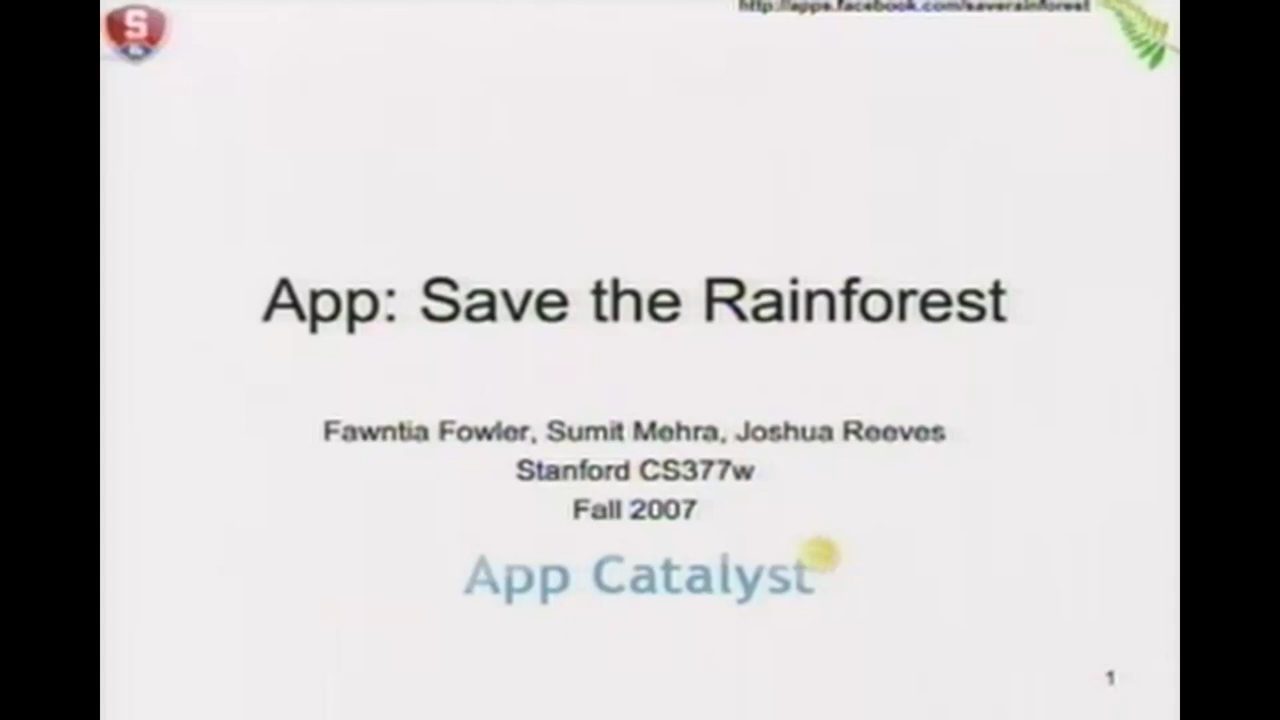 S
http://apps.facebook.com/saverainforest
App: Save the Rainforest
Fawntia Fowler, Sumit Mehra, Joshua Reeves
Stanford CS377w
Fall 2007
App Catalyst
1